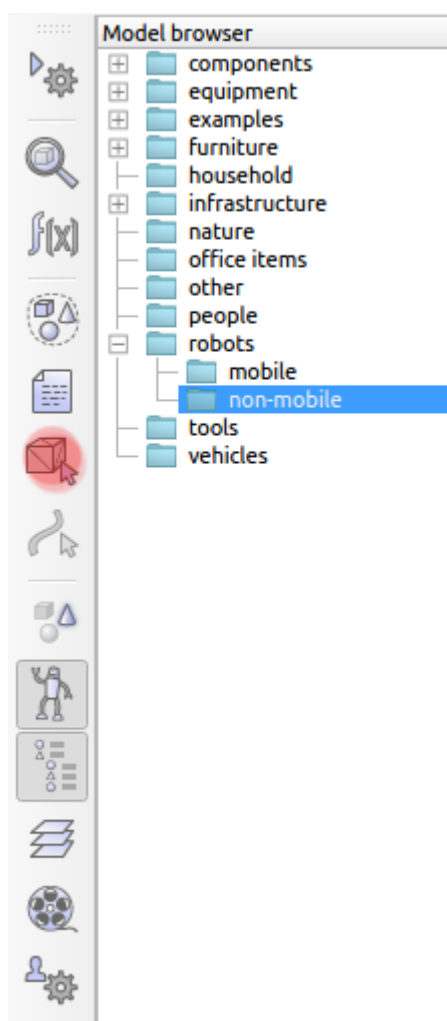 Model browser
components
equipment
examples
furniture
household
infrastructure
f(x)
nature
office items
other
people
robots
mobile
non-mobile
tools
vehicles